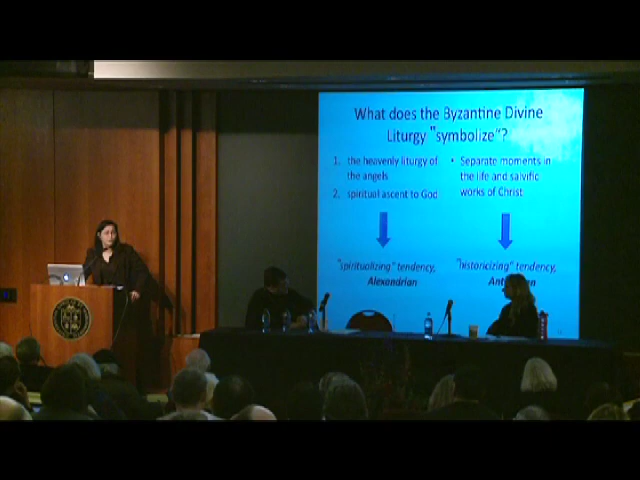 What does the Byzantine Divine
Liturgy "symbolize"?
1. the heavenly liturgy of
the angels
2. spiritual ascent to God
• Separate moments in
the life and salvific
works of Christ
"spiritualizing" tendency,
Alexandrian
"historicizing" tendency,